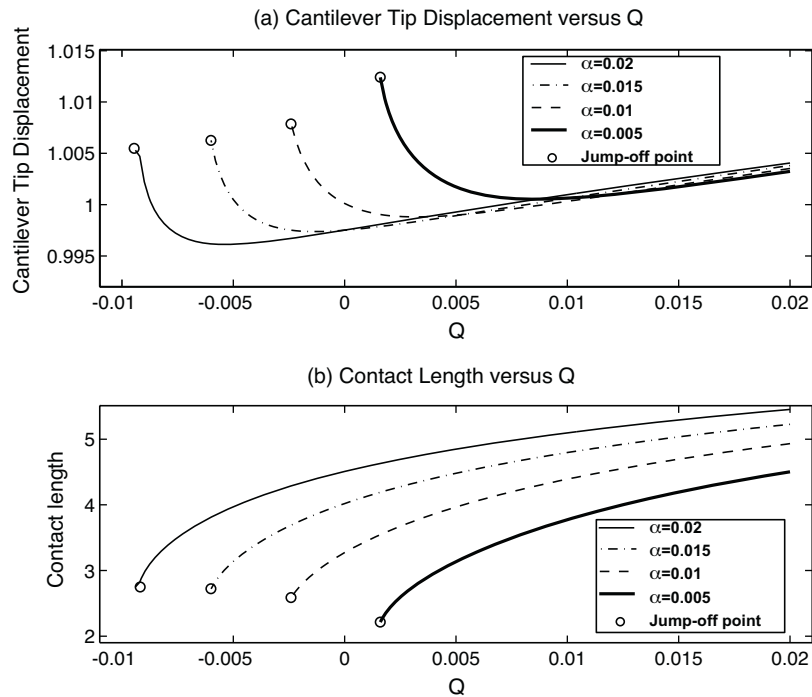 (a) Cantilever Tip Displacement versus Q
Cantilever Tip Displacement
1.015
1.01
1.005
1
0.995
α=0.02
α=0.015
α=0.01
α=0.005
Jump-off point
-0.01 -0.005 0 0.005 0.01 0.015 0.02
Q
(b) Contact Length versus Q
Contact length
5
4
3
2
α=0.02
α=0.015
α=0.01
α=0.005
Jump-off point
-0.01 -0.005 0 0.005 0.01 0.015 0.02
Q